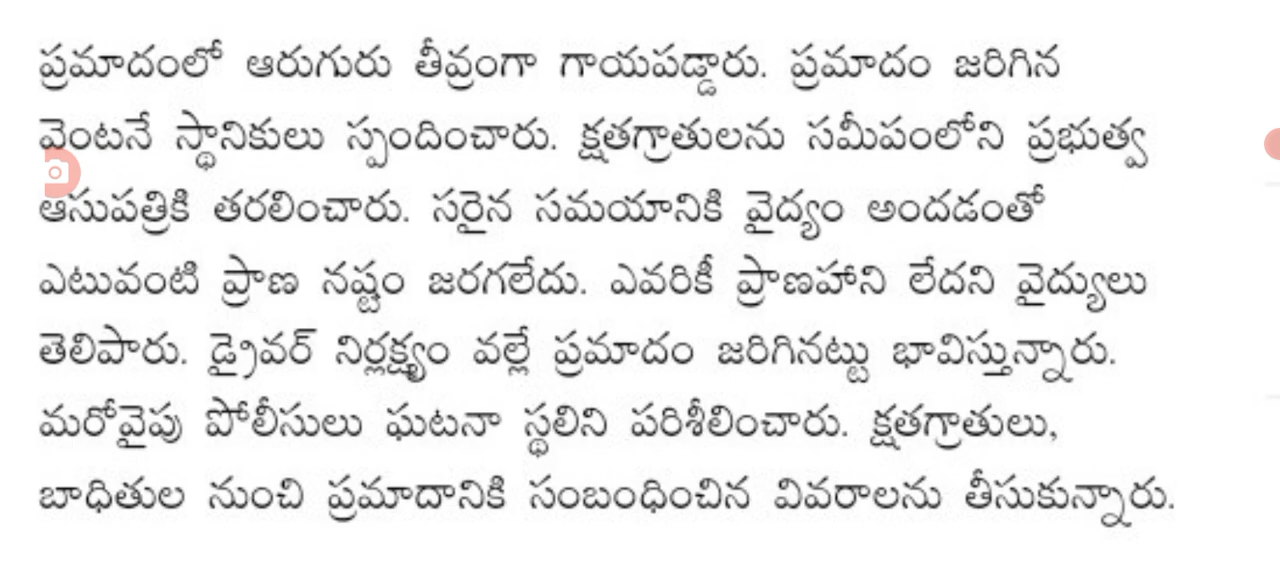 ప్రమాదంలో ఆరుగురు తీవ్రంగా గాయపడ్డారు. ప్రమాదం జరిగిన
వెంటనే స్థానికులు స్పందించారు. క్షతగ్రాతులను సమీపంలోని ప్రభుత్వ
ఆసుపత్రికి తరలించారు. సరైన సమయానికి వైద్యం అందడంతో
ఎటువంటి ప్రాణ నష్టం జరగలేదు. ఎవరికీ ప్రాణహాని లేదని వైద్యులు
తెలిపారు. డ్రైవర్ నిర్లక్ష్యం వల్లే ప్రమాదం జరిగినట్టు భావిస్తున్నారు.
మరోవైపు పోలీసులు ఘటనా స్థలిని పరిశీలించారు. క్షతగ్రాతులు,
బాధితుల నుంచి ప్రమాదానికి సంబంధించిన వివరాలను తీసుకున్నారు.